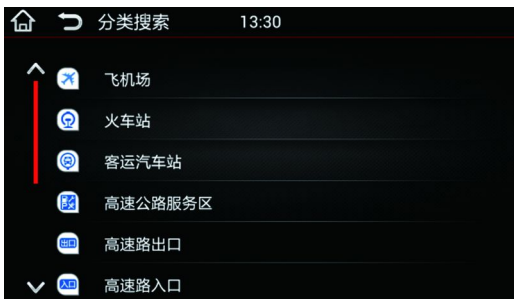 分类搜索 13:30
飞机场
火车站
客运汽车站
高速公路服务区
出口 高速路出口
入口 高速路入口